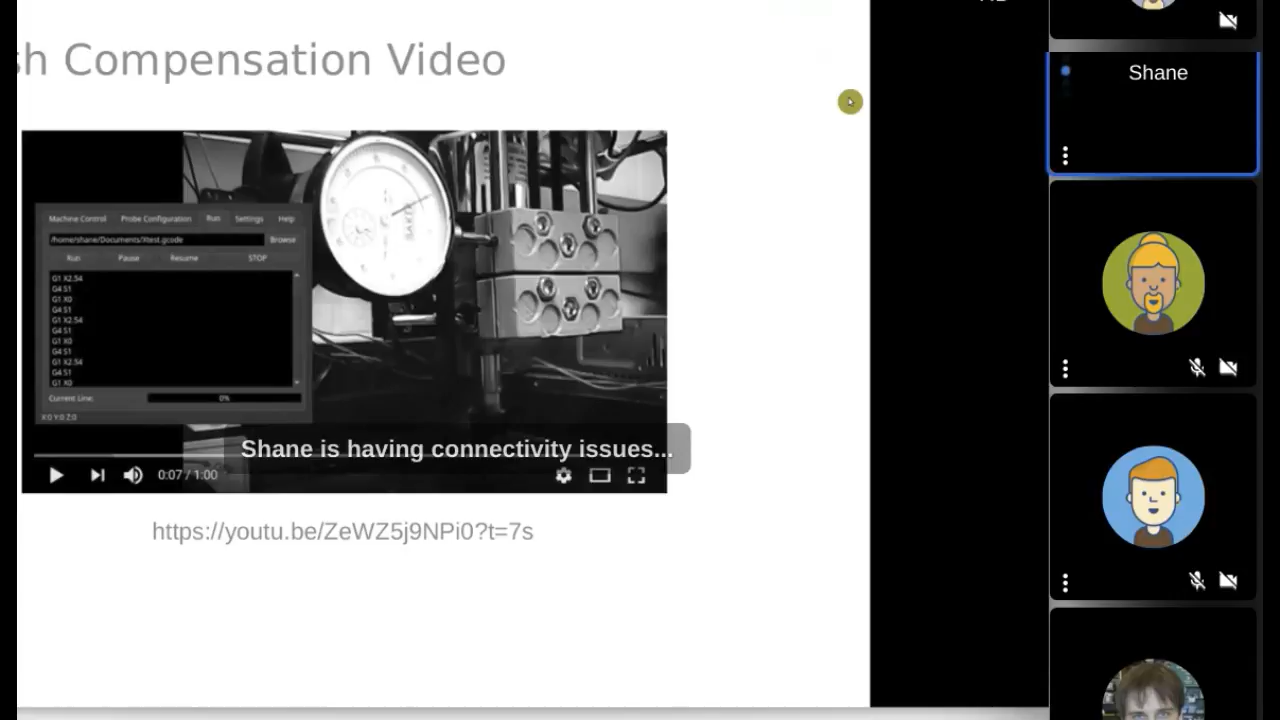 sh Compensation Video
Shane
Machine Control Probe Configuration Run Settings Help
/home/shane/Documents/Xtest.gcode Browse
Run Pause Resume STOP
G1 X2.54
G4 S1
G1 X0
G4 S1
G1 X2.54
G4 S1
G1 X0
G4 S1
G1 X2.54
G4 S1
G1 X0
Current Line: 0%
X:0 Y:0 Z:0
Shane is having connectivity issues...
0:07 / 1:00
https://youtu.be/ZeWZ5j9NPi0?t=7s